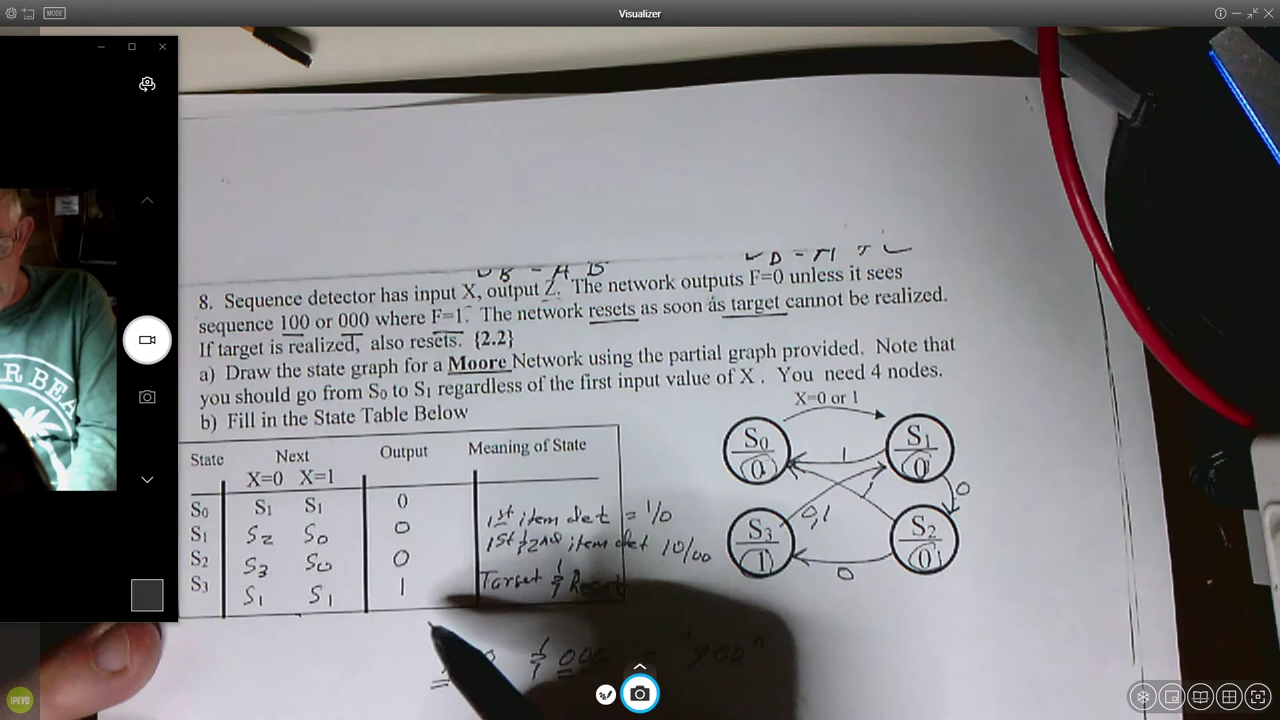 MODE
Visualizer
8. Sequence detector has input X, output Z. The network outputs F=0 unless it sees
sequence 100 or 000 where F=1. The network resets as soon as target cannot be realized.
If target is realized, also resets. {2.2}
a) Draw the state graph for a Moore Network using the partial graph provided. Note that
you should go from S0 to S1 regardless of the first input value of X . You need 4 nodes.
b) Fill in the State Table Below
State Next Output Meaning of State
X=0 X=1
S0 S1 S1 0
S1 S2 S0 0 1st item det = 1/0
S2 S3 S0 0 1st & 2nd item det 10/00
S3 S1 S1 1 Target & Reset
X=0 or 1
S0
0
1
S1
0
0
S3
1
0,1
1
S2
0
0
& 000 = "X00"
R BEA
IPEVO